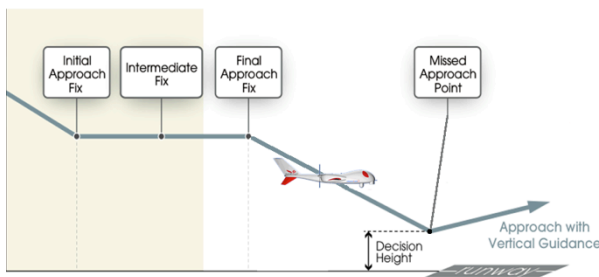 Initial
Approach
Fix
Intermediate
Fix
Final
Approach
Fix
Missed
Approach
Point
Decision
Height
Approach with
Vertical Guidance
runway